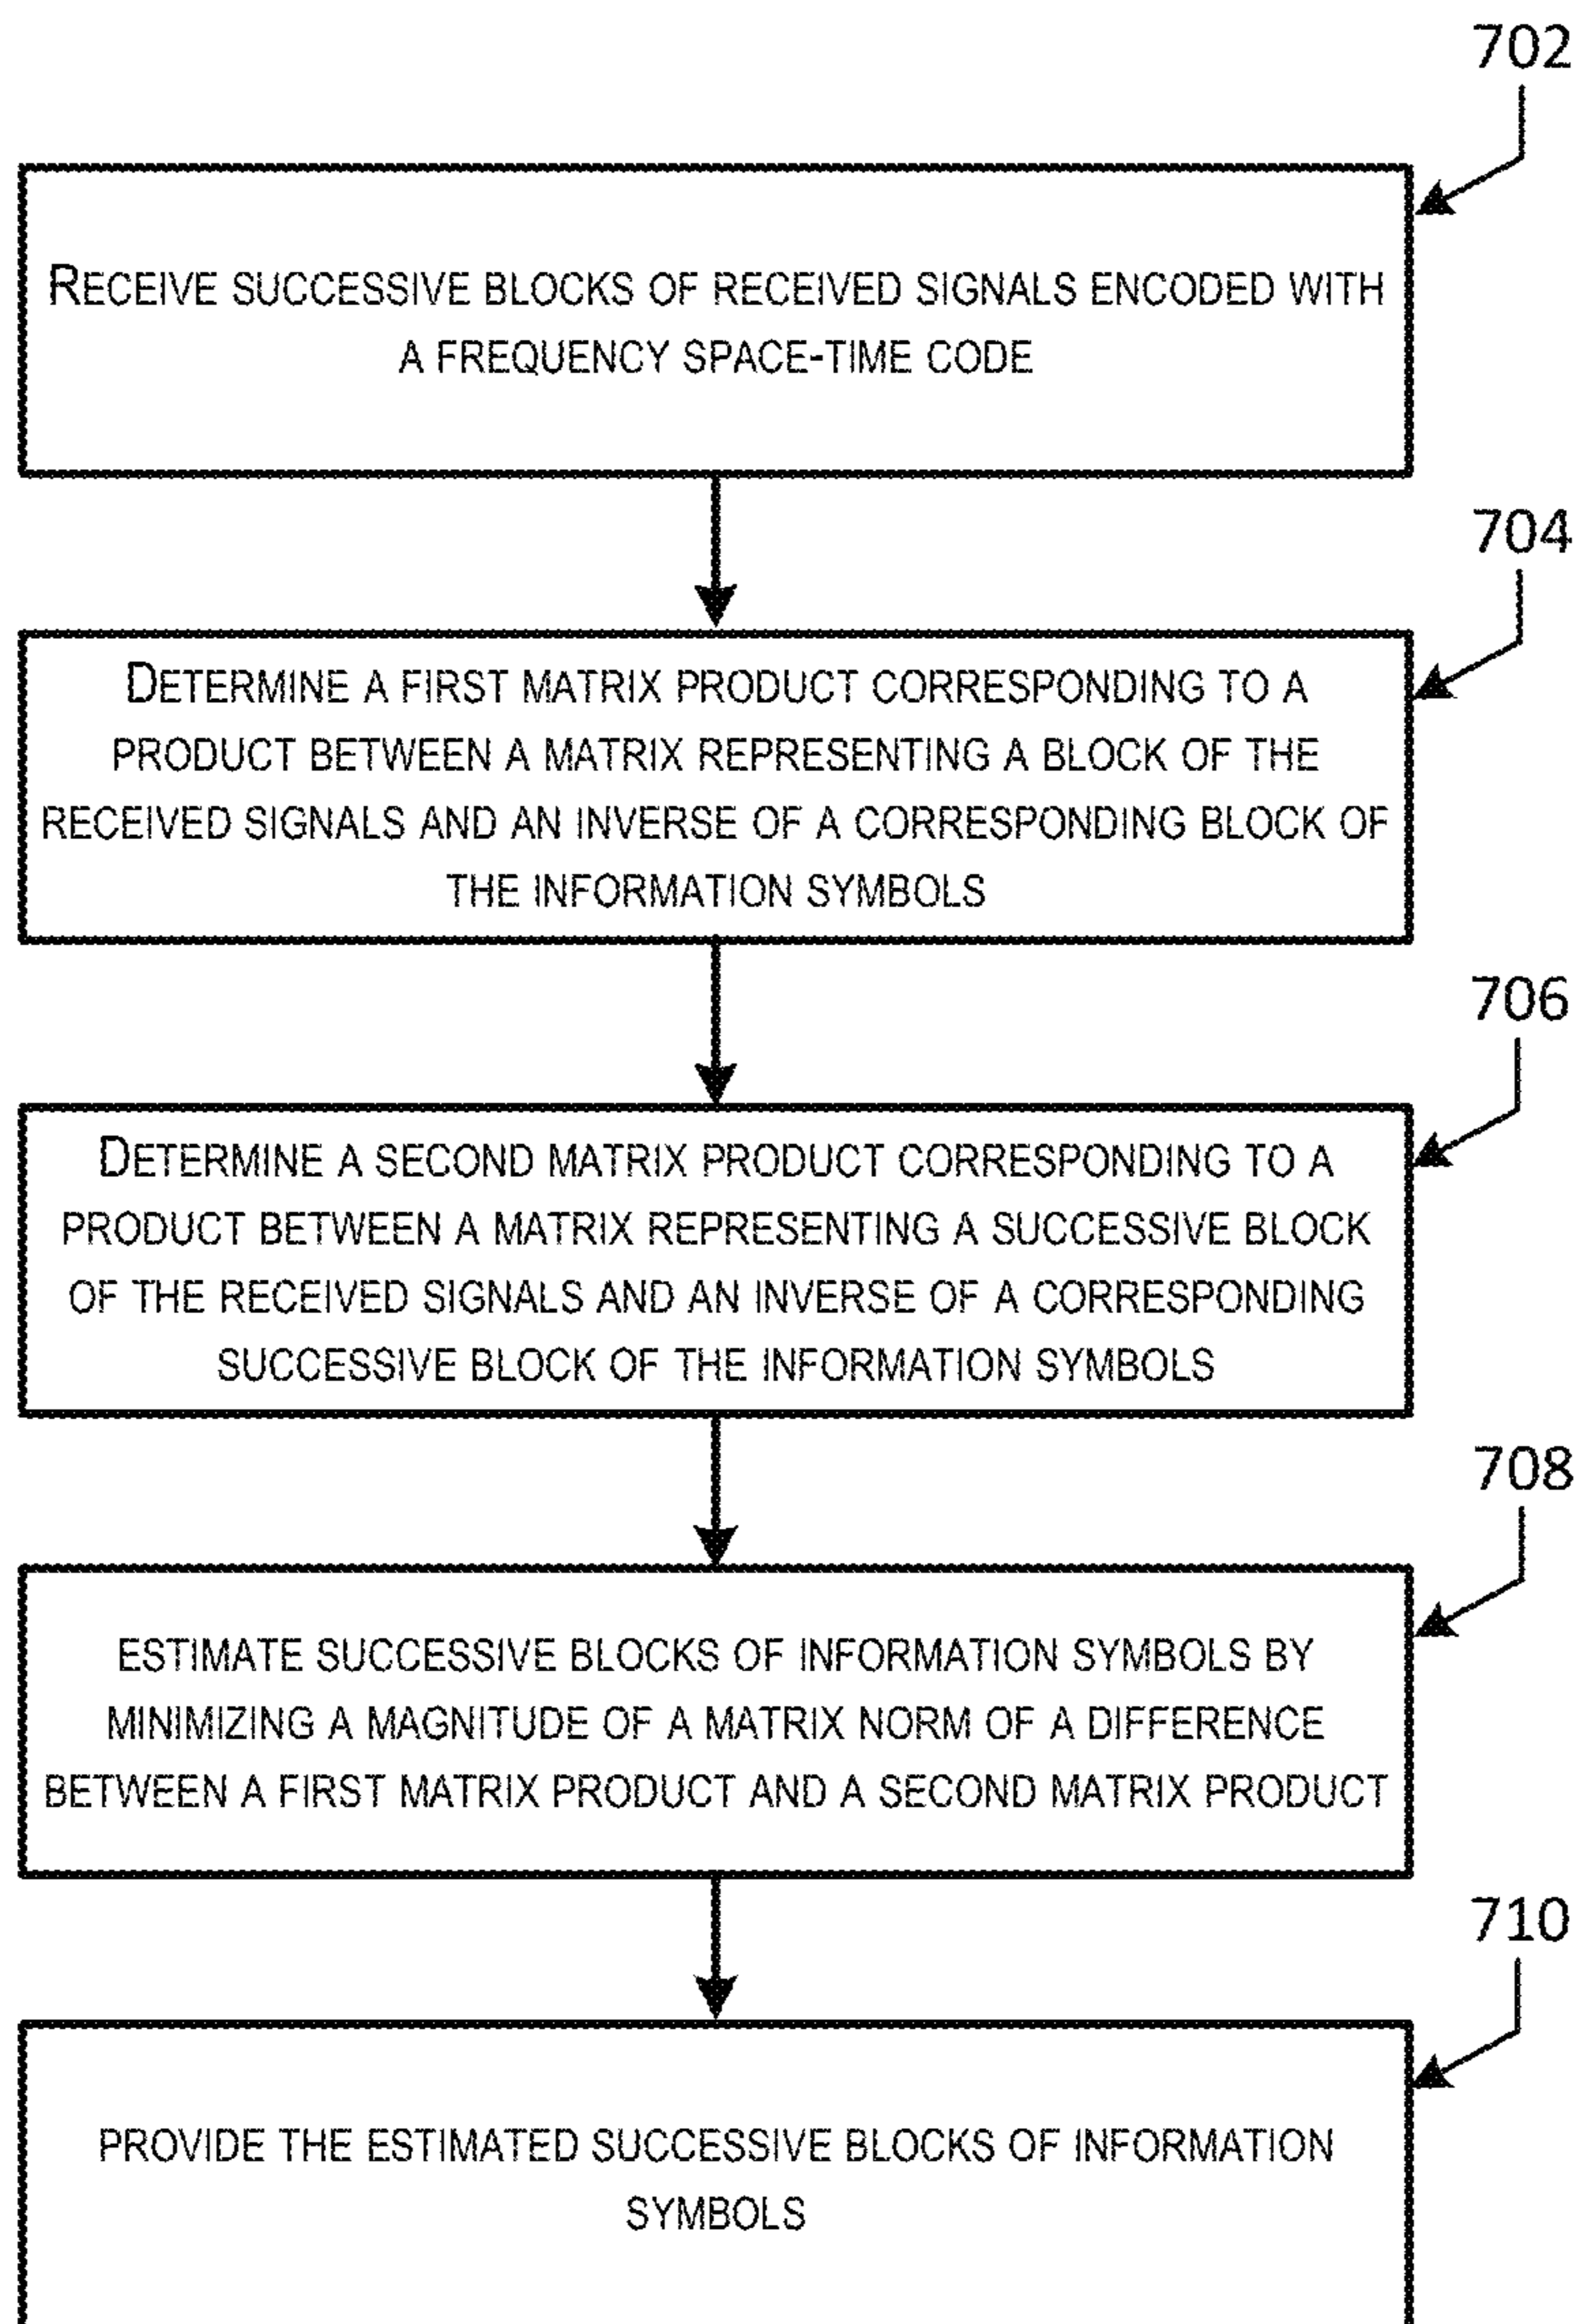 702
RECEIVE SUCCESSIVE BLOCKS OF RECEIVED SIGNALS ENCODED WITH
A FREQUENCY SPACE-TIME CODE
704
DETERMINE A FIRST MATRIX PRODUCT CORRESPONDING TO A
PRODUCT BETWEEN A MATRIX REPRESENTING A BLOCK OF THE
RECEIVED SIGNALS AND AN INVERSE OF A CORRESPONDING BLOCK OF
THE INFORMATION SYMBOLS
706
DETERMINE A SECOND MATRIX PRODUCT CORRESPONDING TO A
PRODUCT BETWEEN A MATRIX REPRESENTING A SUCCESSIVE BLOCK
OF THE RECEIVED SIGNALS AND AN INVERSE OF A CORRESPONDING
SUCCESSIVE BLOCK OF THE INFORMATION SYMBOLS
708
ESTIMATE SUCCESSIVE BLOCKS OF INFORMATION SYMBOLS BY
MINIMIZING A MAGNITUDE OF A MATRIX NORM OF A DIFFERENCE
BETWEEN A FIRST MATRIX PRODUCT AND A SECOND MATRIX PRODUCT
710
PROVIDE THE ESTIMATED SUCCESSIVE BLOCKS OF INFORMATION
SYMBOLS